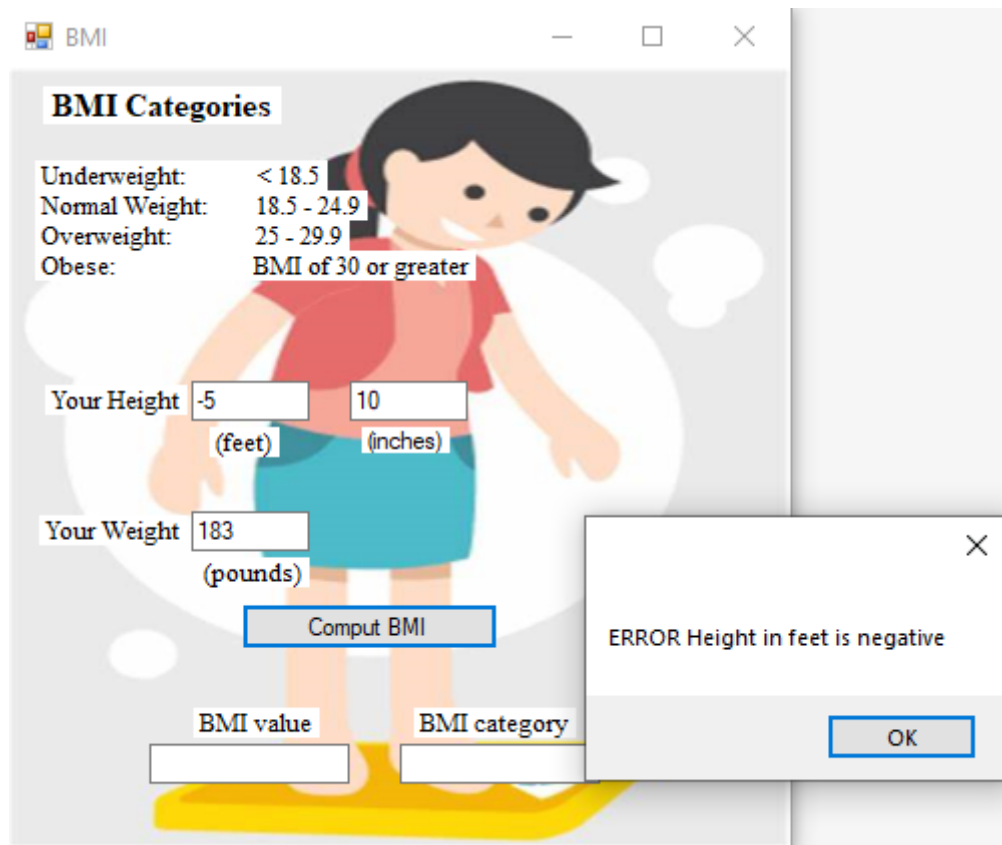 BMI
BMI Categories
Underweight: < 18.5
Normal Weight: 18.5 - 24.9
Overweight: 25 - 29.9
Obese: BMI of 30 or greater
Your Height -5 10
(feet) (inches)
Your Weight 183
(pounds)
Comput BMI
BMI value BMI category
ERROR Height in feet is negative
OK